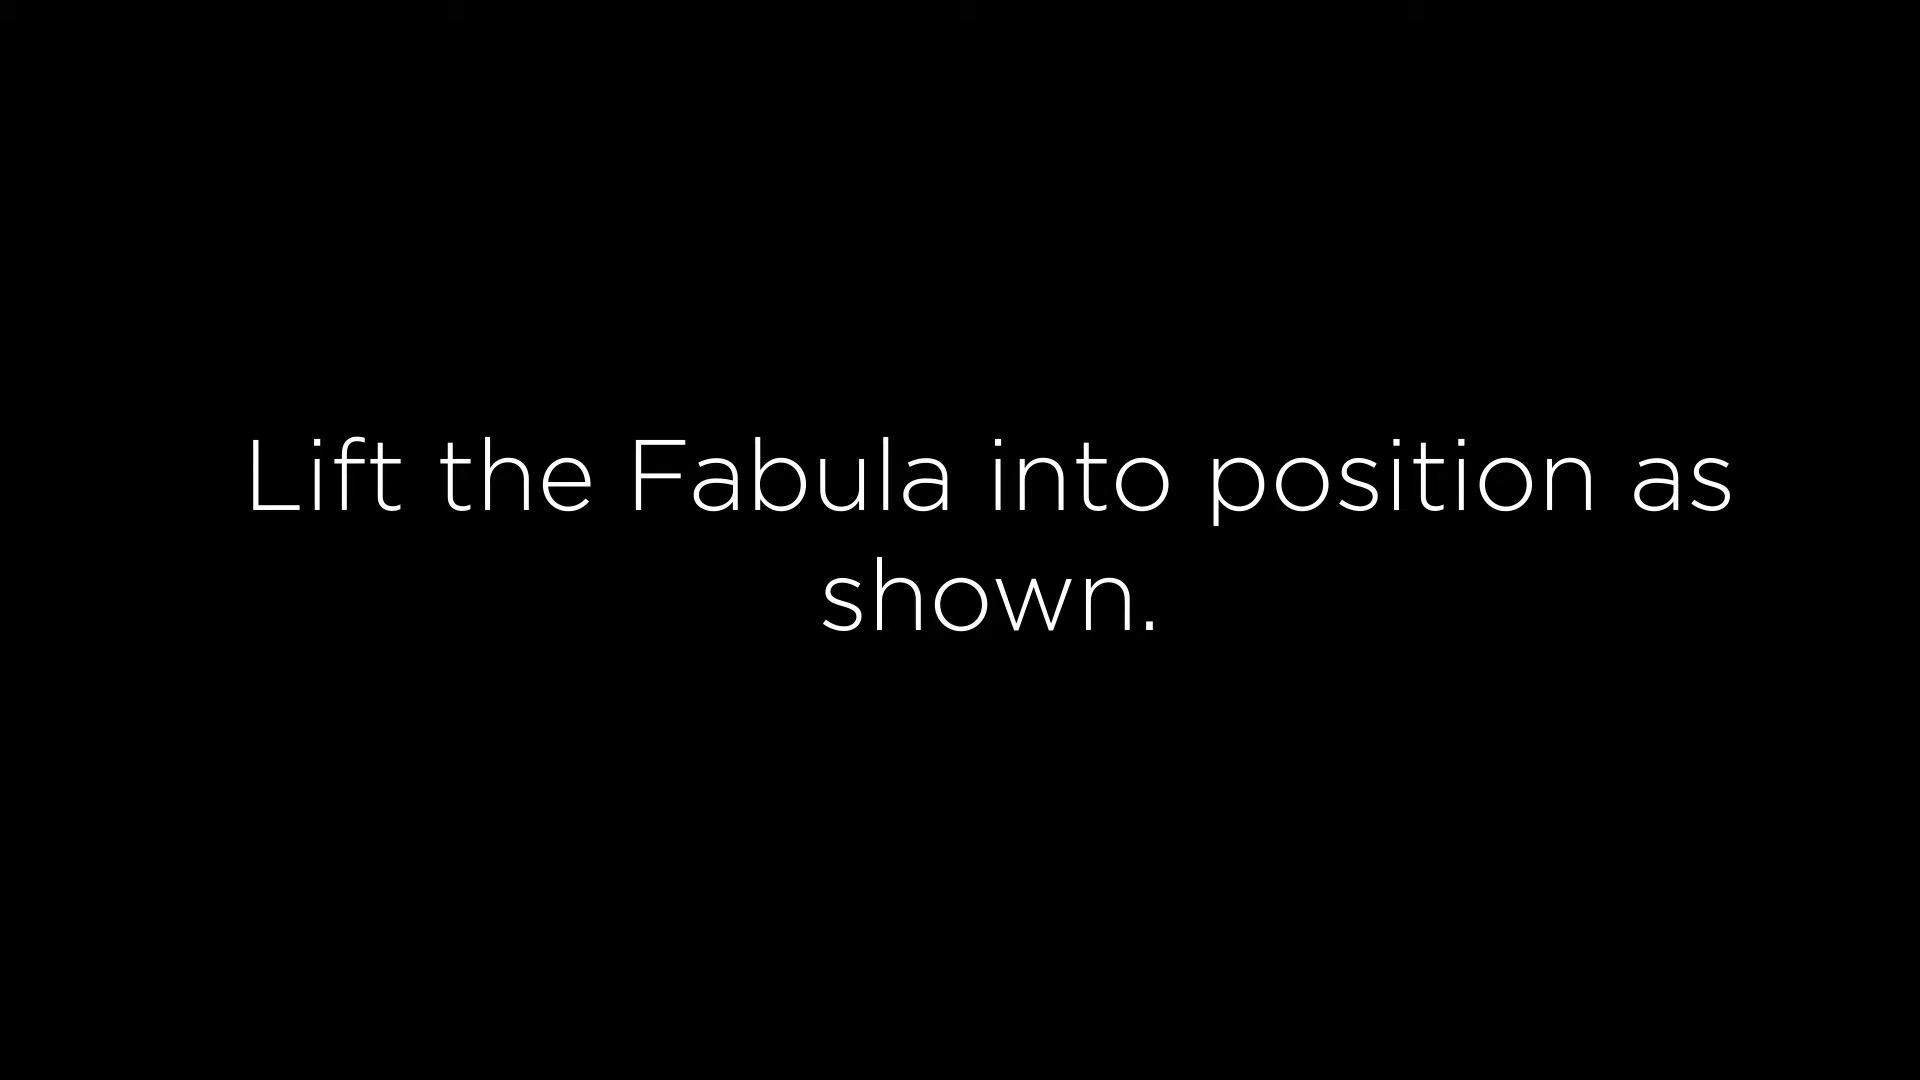 Lift the Fabula into position as
shown.